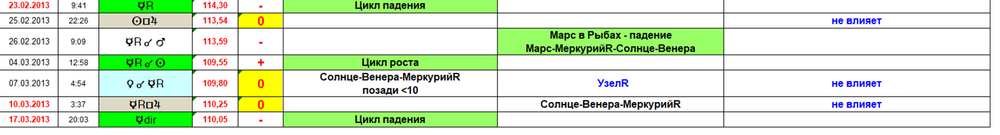 23.02.2013 9:41 ☿R 114,30 - Цикл падения
25.02.2013 22:26 ☉□♃ 113,54 0 не влияет
26.02.2013 9:09 ☿R ☌ ♂ 113,59 - Марс в Рыбах - падение
Марс-МеркурийR-Солнце-Венера
04.03.2013 12:58 ☿R ☌ ☉ 109,55 + Цикл роста
07.03.2013 4:54 ♀ ☌ ☿R 109,80 0 Солнце-Венера-МеркурийR УзелR не влияет
позади <10
10.03.2013 3:37 ☿R□♃ 110,25 0 Солнце-Венера-МеркурийR не влияет
17.03.2013 20:03 ☿dir 110,05 - Цикл падения